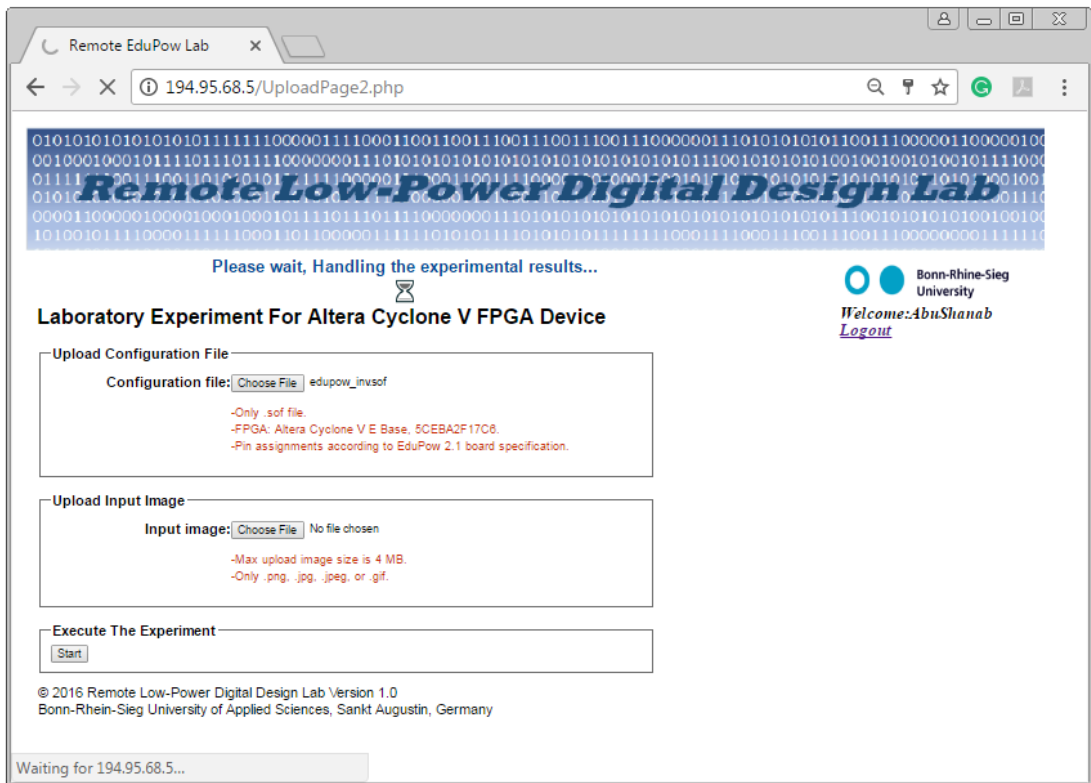 Remote EduPow Lab
194.95.68.5/UploadPage2.php
Remote Low-Power Digital Design Lab
Please wait, Handling the experimental results...
Bonn-Rhine-Sieg
University
Welcome:AbuShanab
Logout
Laboratory Experiment For Altera Cyclone V FPGA Device
Upload Configuration File
Configuration file: Choose File edupow_inv.sof
-Only .sof file.
-FPGA: Altera Cyclone V E Base, 5CEBA2F17C6.
-Pin assignments according to EduPow 2.1 board specification.
Upload Input Image
Input image: Choose File No file chosen
-Max upload image size is 4 MB.
-Only .png, .jpg, .jpeg, or .gif.
Execute The Experiment
Start
© 2016 Remote Low-Power Digital Design Lab Version 1.0
Bonn-Rhein-Sieg University of Applied Sciences, Sankt Augustin, Germany
Waiting for 194.95.68.5...